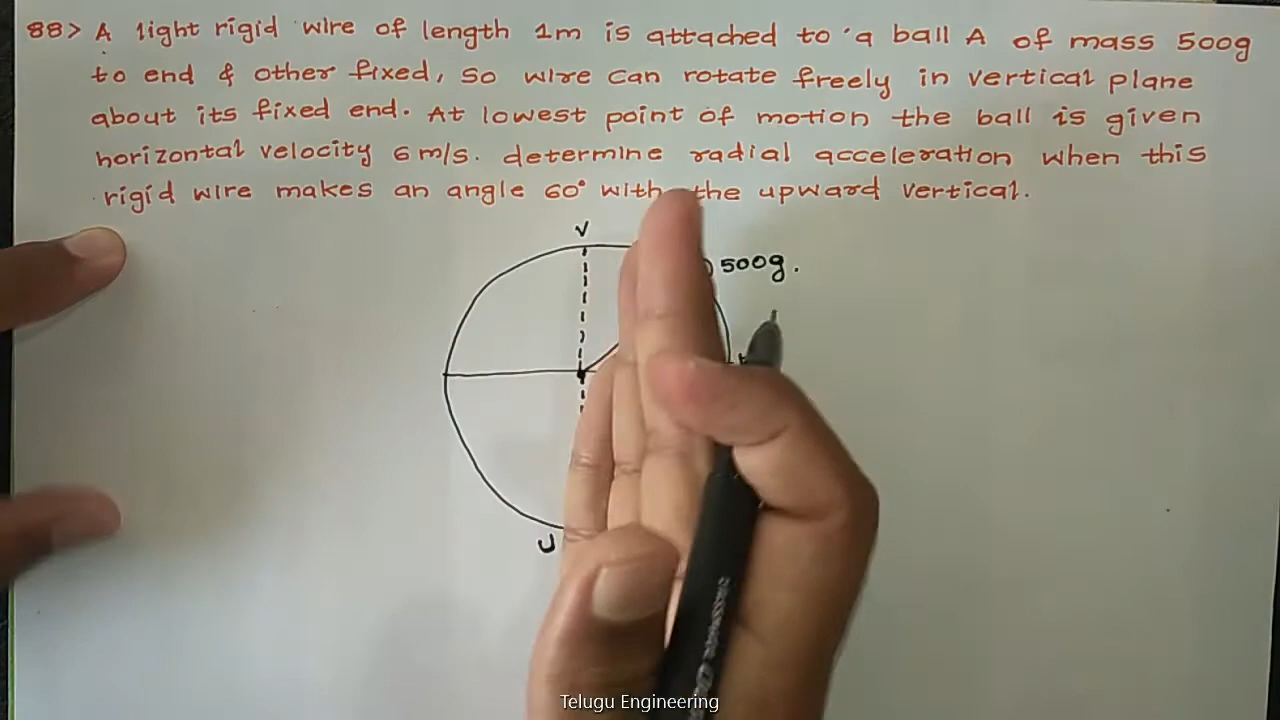 88> A light rigid wire of length 1m is attached to a ball A of mass 500g
to end & other fixed, so wire can rotate freely in vertical plane
about its fixed end. At lowest point of motion the ball is given
horizontal velocity 6 m/s. determine radial acceleration when this
rigid wire makes an angle 60° with the upward vertical.
V
500g.
U
Telugu Engineering